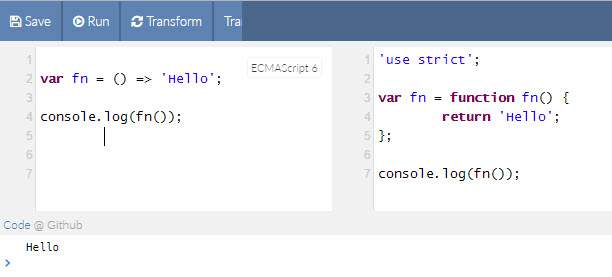 Save Run Transform Tra
1
2 var fn = () => 'Hello';
3
4 console.log(fn());
5
6
7
ECMAScript 6
1 'use strict';
2
3 var fn = function fn() {
4 return 'Hello';
5 };
6
7 console.log(fn());
Code @ Github
Hello
>